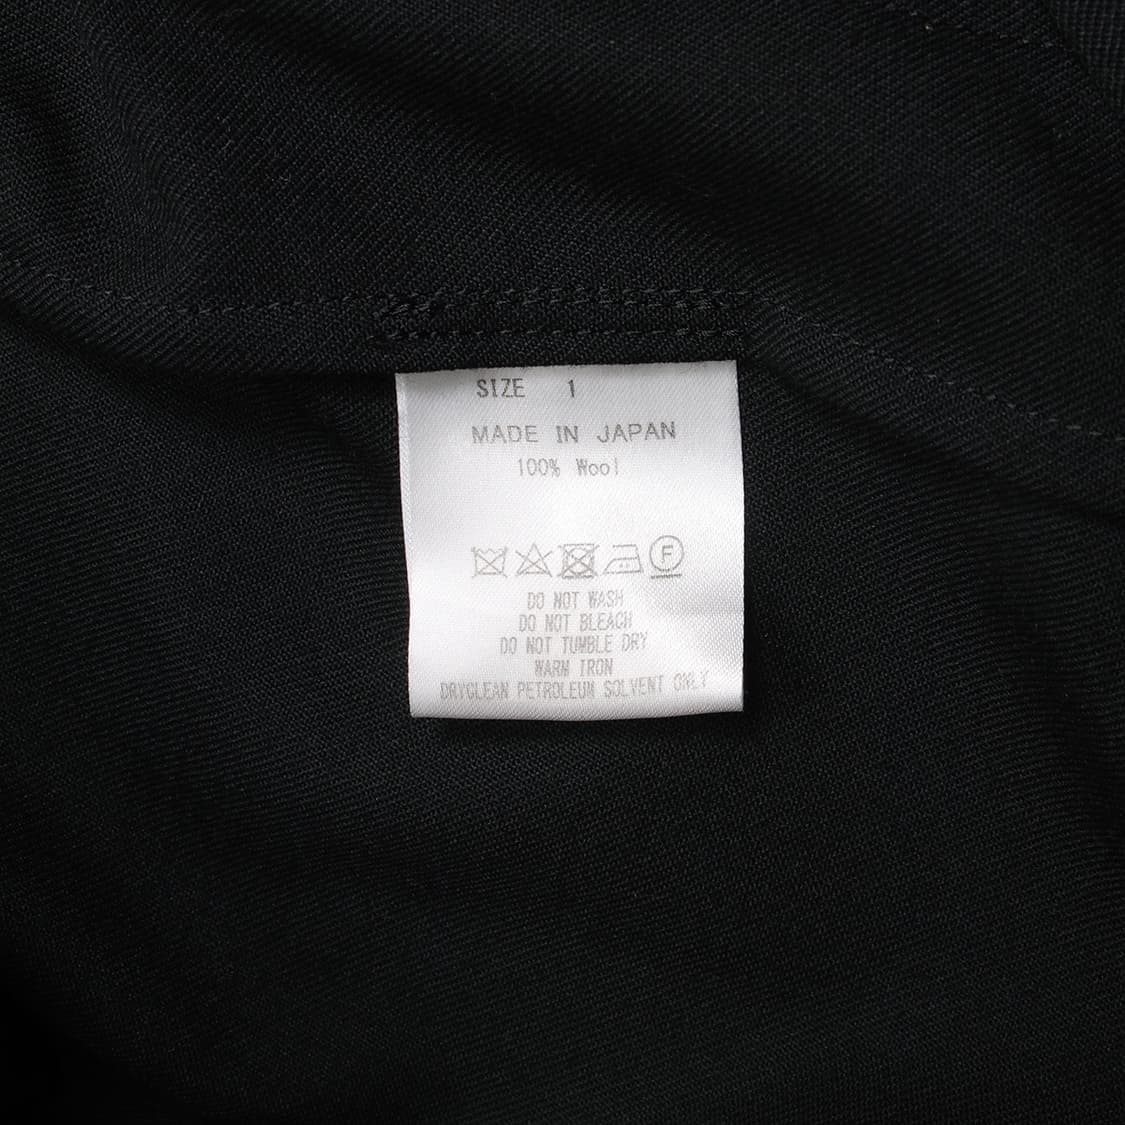 SIZE 1
MADE IN JAPAN
100% Wool
F
DO NOT WASH
DO NOT BLEACH
DO NOT TUMBLE DRY
WARM IRON
DRYCLEAN PETROLEUM SOLVENT ONLY